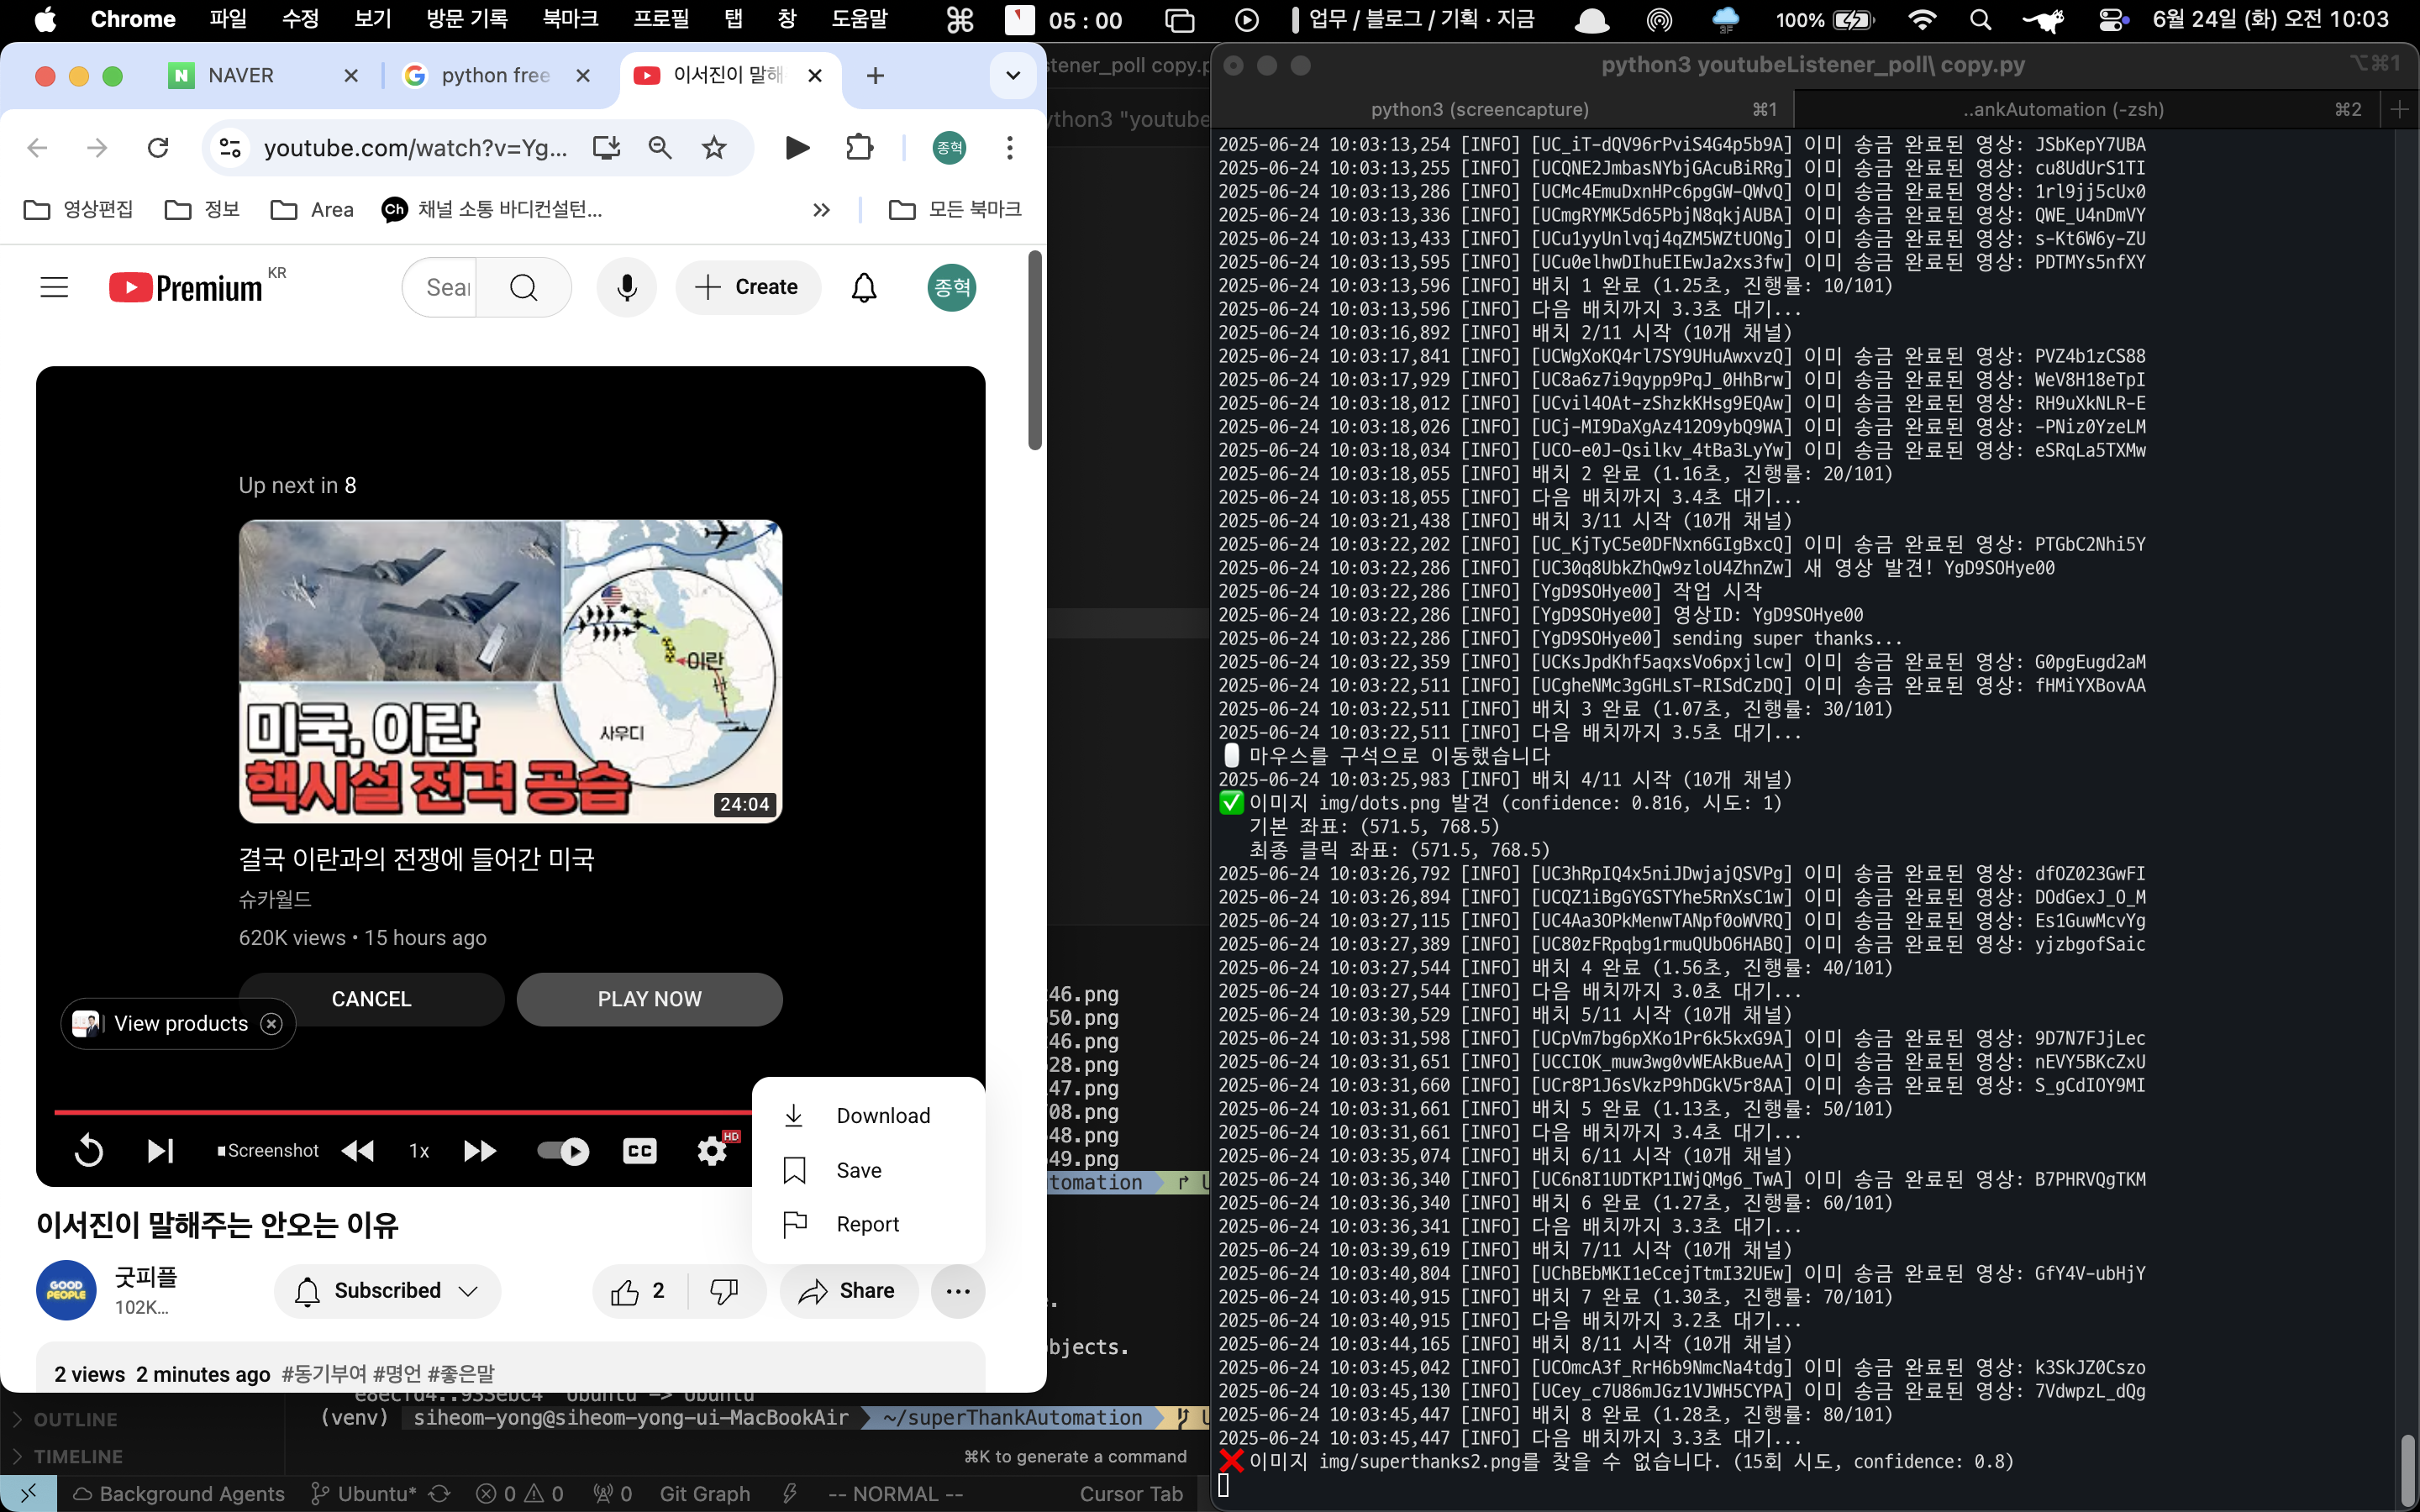 Chrome 파일 수정 보기 방문 기록 북마크 프로필 탭 창 도움말 05 : 00 업무 / 블로그 / 기획 · 지금 3F 100% 6월 24일 (화) 오전 10:03
NAVER
python free
이서진이 말해
youtube.com/watch?v=Yg...
종혁
영상편집 정보 Area Ch 채널 소통 바디컨설턴... 모든 북마크
Premium KR
Create
종혁
Up next in 8
이란
사우디
미국, 이란
핵시설 전격 공습
24:04
결국 이란과의 전쟁에 들어간 미국
슈카월드
620K views • 15 hours ago
CANCEL PLAY NOW
View products
Download
Save
Report
Screenshot 1x CC HD
이서진이 말해주는 안오는 이유
GOOD PEOPLE
굿피플
102K...
Subscribed 2 Share
2 views 2 minutes ago #동기부여 #명언 #좋은말
stener_poll copy.p
ython3 "youtube
46.png
50.png
46.png
28.png
47.png
08.png
48.png
49.png
tomation
bjects.
(venv) siheom-yong@siheom-yong-ui-MacBookAir ~/superThankAutomation
OUTLINE
TIMELINE
⌘K to generate a command
Background Agents Ubuntu* 0 0 0 Git Graph -- NORMAL -- Cursor Tab
python3 youtubeListener_poll\ copy.py ⌥⌘1
python3 (screencapture) ⌘1 ..ankAutomation (-zsh) ⌘2
2025-06-24 10:03:13,254 [INFO] [UC_iT-dQV96rPviS4G4p5b9A] 이미 송금 완료된 영상: JSbKepY7UBA
2025-06-24 10:03:13,255 [INFO] [UCQNE2JmbasNYbjGAcuBiRRg] 이미 송금 완료된 영상: cu8UdUrS1TI
2025-06-24 10:03:13,286 [INFO] [UCMc4EmuDxnHPc6pgGW-QWvQ] 이미 송금 완료된 영상: 1rl9jj5cUx0
2025-06-24 10:03:13,336 [INFO] [UCmgRYMK5d65PbjN8qkjAUBA] 이미 송금 완료된 영상: QWE_U4nDmVY
2025-06-24 10:03:13,433 [INFO] [UCu1yyUnlvqj4qZM5WZtUONg] 이미 송금 완료된 영상: s-Kt6W6y-ZU
2025-06-24 10:03:13,595 [INFO] [UCu0elhwDIhuEIEwJa2xs3fw] 이미 송금 완료된 영상: PDTMYs5nfXY
2025-06-24 10:03:13,596 [INFO] 배치 1 완료 (1.25초, 진행률: 10/101)
2025-06-24 10:03:13,596 [INFO] 다음 배치까지 3.3초 대기...
2025-06-24 10:03:16,892 [INFO] 배치 2/11 시작 (10개 채널)
2025-06-24 10:03:17,841 [INFO] [UCWgXoKQ4rl7SY9UHuAwxvzQ] 이미 송금 완료된 영상: PVZ4b1zCS88
2025-06-24 10:03:17,929 [INFO] [UC8a6z7i9qypp9PqJ_0HhBrw] 이미 송금 완료된 영상: WeV8H18eTpI
2025-06-24 10:03:18,012 [INFO] [UCvil4OAt-zShzkKHsg9EQAw] 이미 송금 완료된 영상: RH9uXkNLR-E
2025-06-24 10:03:18,026 [INFO] [UCj-MI9DaXgAz412O9ybQ9WA] 이미 송금 완료된 영상: -PNiz0YzeLM
2025-06-24 10:03:18,034 [INFO] [UCO-e0J-Qsilkv_4tBa3LyYw] 이미 송금 완료된 영상: eSRqLa5TXMw
2025-06-24 10:03:18,055 [INFO] 배치 2 완료 (1.16초, 진행률: 20/101)
2025-06-24 10:03:18,055 [INFO] 다음 배치까지 3.4초 대기...
2025-06-24 10:03:21,438 [INFO] 배치 3/11 시작 (10개 채널)
2025-06-24 10:03:22,202 [INFO] [UC_KjTyC5e0DFNxn6GIgBxcQ] 이미 송금 완료된 영상: PTGbC2Nhi5Y
2025-06-24 10:03:22,286 [INFO] [UC30q8UbkZhQw9zloU4ZhnZw] 새 영상 발견! YgD9SOHye00
2025-06-24 10:03:22,286 [INFO] [YgD9SOHye00] 작업 시작
2025-06-24 10:03:22,286 [INFO] [YgD9SOHye00] 영상ID: YgD9SOHye00
2025-06-24 10:03:22,286 [INFO] [YgD9SOHye00] sending super thanks...
2025-06-24 10:03:22,359 [INFO] [UCKsJpdKhf5aqxsVo6pxjlcw] 이미 송금 완료된 영상: G0pgEugd2aM
2025-06-24 10:03:22,511 [INFO] [UCgheNMc3gGHLsT-RISdCzDQ] 이미 송금 완료된 영상: fHMiYXBovAA
2025-06-24 10:03:22,511 [INFO] 배치 3 완료 (1.07초, 진행률: 30/101)
2025-06-24 10:03:22,511 [INFO] 다음 배치까지 3.5초 대기...
마우스를 구석으로 이동했습니다
2025-06-24 10:03:25,983 [INFO] 배치 4/11 시작 (10개 채널)
✅이미지 img/dots.png 발견 (confidence: 0.816, 시도: 1)
기본 좌표: (571.5, 768.5)
최종 클릭 좌표: (571.5, 768.5)
2025-06-24 10:03:26,792 [INFO] [UC3hRpIQ4x5niJDwjajQSVPg] 이미 송금 완료된 영상: dfOZ023GwFI
2025-06-24 10:03:26,894 [INFO] [UCQZ1iBgGYGSTYhe5RnXsC1w] 이미 송금 완료된 영상: DOdGexJ_O_M
2025-06-24 10:03:27,115 [INFO] [UC4Aa3OPkMenwTANpf0oWVRQ] 이미 송금 완료된 영상: Es1GuwMcvYg
2025-06-24 10:03:27,389 [INFO] [UC80zFRpqbg1rmuQUbO6HABQ] 이미 송금 완료된 영상: yjzbgofSaic
2025-06-24 10:03:27,544 [INFO] 배치 4 완료 (1.56초, 진행률: 40/101)
2025-06-24 10:03:27,544 [INFO] 다음 배치까지 3.0초 대기...
2025-06-24 10:03:30,529 [INFO] 배치 5/11 시작 (10개 채널)
2025-06-24 10:03:31,598 [INFO] [UCpVm7bg6pXKo1Pr6k5kxG9A] 이미 송금 완료된 영상: 9D7N7FJjLec
2025-06-24 10:03:31,651 [INFO] [UCCIOK_muw3wg0vWEAkBueAA] 이미 송금 완료된 영상: nEVY5BKcZxU
2025-06-24 10:03:31,660 [INFO] [UCr8P1J6sVkzP9hDGkV5r8AA] 이미 송금 완료된 영상: S_gCdIOY9MI
2025-06-24 10:03:31,661 [INFO] 배치 5 완료 (1.13초, 진행률: 50/101)
2025-06-24 10:03:31,661 [INFO] 다음 배치까지 3.4초 대기...
2025-06-24 10:03:35,074 [INFO] 배치 6/11 시작 (10개 채널)
2025-06-24 10:03:36,340 [INFO] [UC6n8I1UDTKP1IWjQMg6_TwA] 이미 송금 완료된 영상: B7PHRVQgTKM
2025-06-24 10:03:36,340 [INFO] 배치 6 완료 (1.27초, 진행률: 60/101)
2025-06-24 10:03:36,341 [INFO] 다음 배치까지 3.3초 대기...
2025-06-24 10:03:39,619 [INFO] 배치 7/11 시작 (10개 채널)
2025-06-24 10:03:40,804 [INFO] [UChBEbMKI1eCcejTtmI32UEw] 이미 송금 완료된 영상: GfY4V-ubHjY
2025-06-24 10:03:40,915 [INFO] 배치 7 완료 (1.30초, 진행률: 70/101)
2025-06-24 10:03:40,915 [INFO] 다음 배치까지 3.2초 대기...
2025-06-24 10:03:44,165 [INFO] 배치 8/11 시작 (10개 채널)
2025-06-24 10:03:45,042 [INFO] [UCOmcA3f_RrH6b9NmcNa4tdg] 이미 송금 완료된 영상: k3SkJZ0Cszo
2025-06-24 10:03:45,130 [INFO] [UCey_c7U86mJGz1VJWH5CYPA] 이미 송금 완료된 영상: 7VdwpzL_dQg
2025-06-24 10:03:45,447 [INFO] 배치 8 완료 (1.28초, 진행률: 80/101)
2025-06-24 10:03:45,447 [INFO] 다음 배치까지 3.3초 대기...
❌이미지 img/superthanks2.png를 찾을 수 없습니다. (15회 시도, confidence: 0.8)